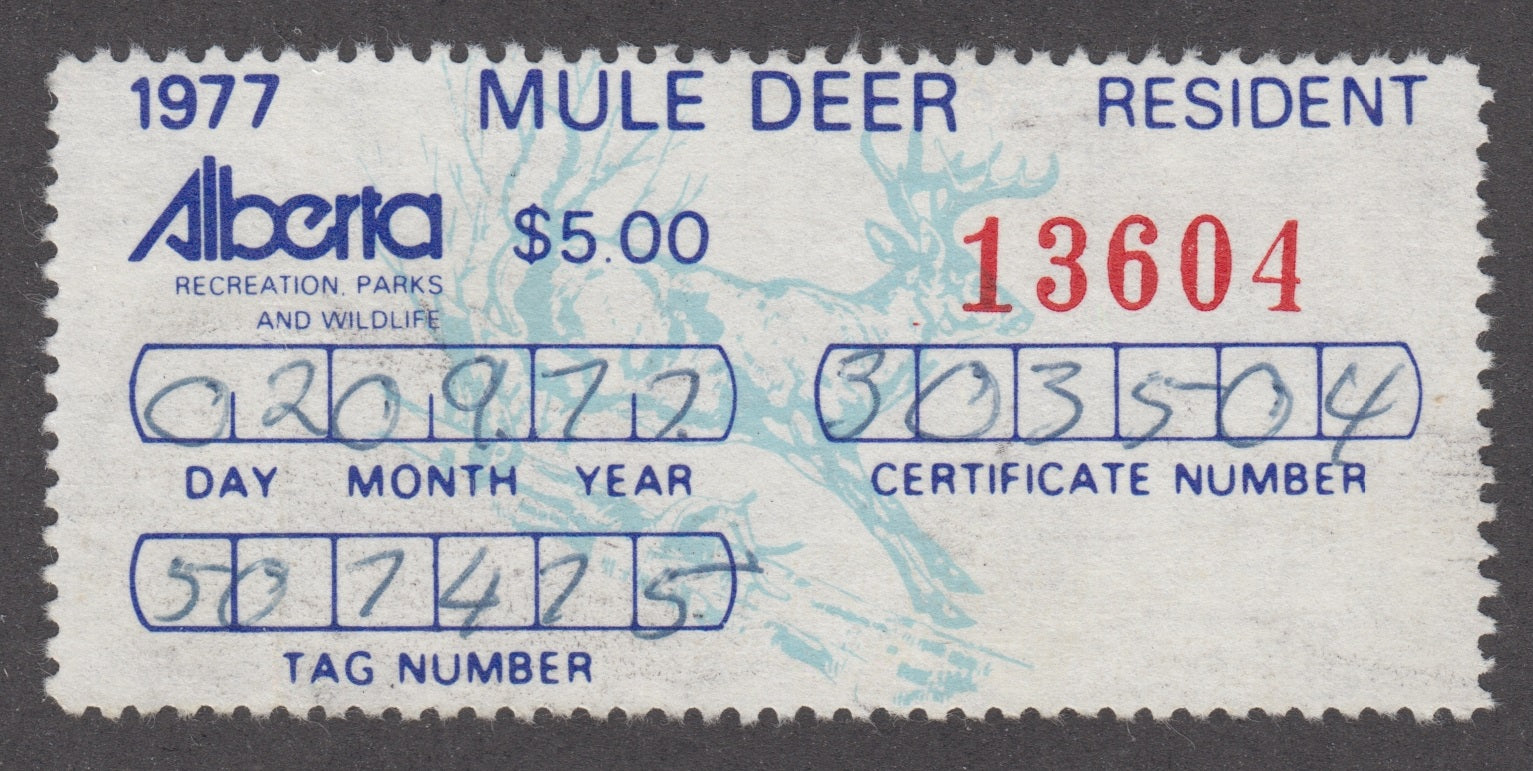 1977 MULE DEER RESIDENT
Alberta $5.00 13604
RECREATION, PARKS
AND WILDLIFE
020977 303504
DAY MONTH YEAR CERTIFICATE NUMBER
507475
TAG NUMBER